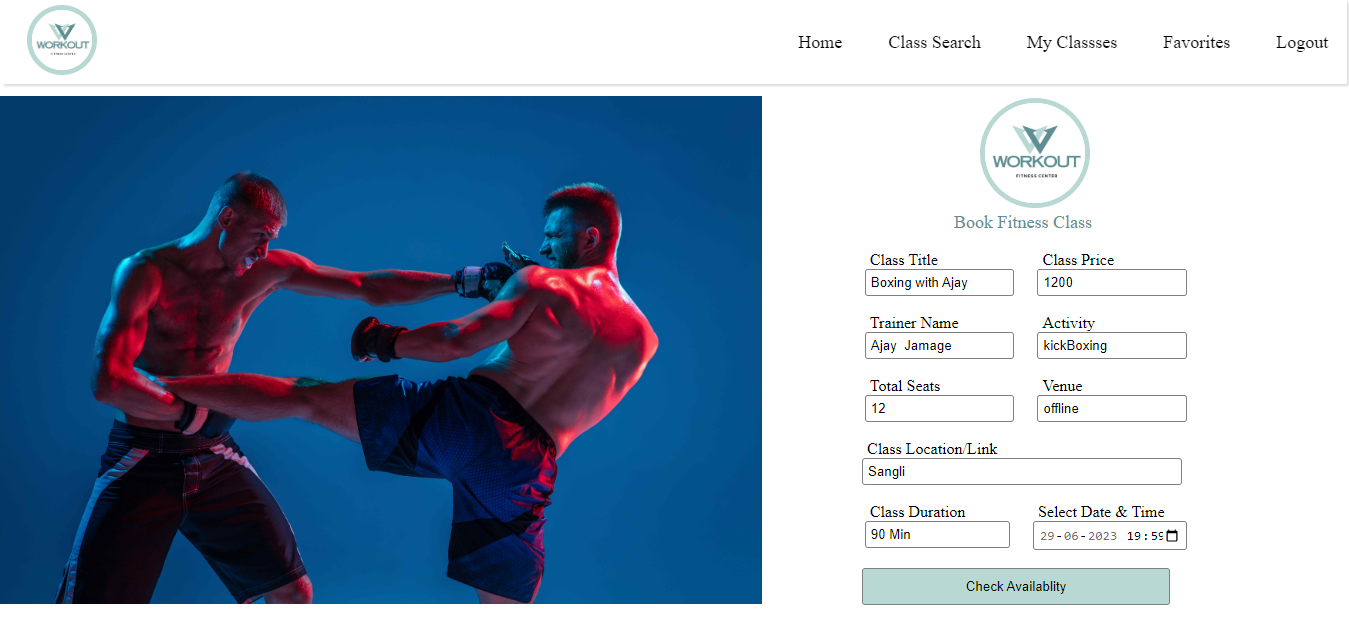 WORKOUT
Home Class Search My Classses Favorites Logout
WORKOUT
FITNESS CENTER
Book Fitness Class
Class Title Class Price
Boxing with Ajay 1200
Trainer Name Activity
Ajay Jamage kickBoxing
Total Seats Venue
12 offline
Class Location/Link
Sangli
Class Duration Select Date & Time
90 Min 29-06-2023 19:59
Check Availablity